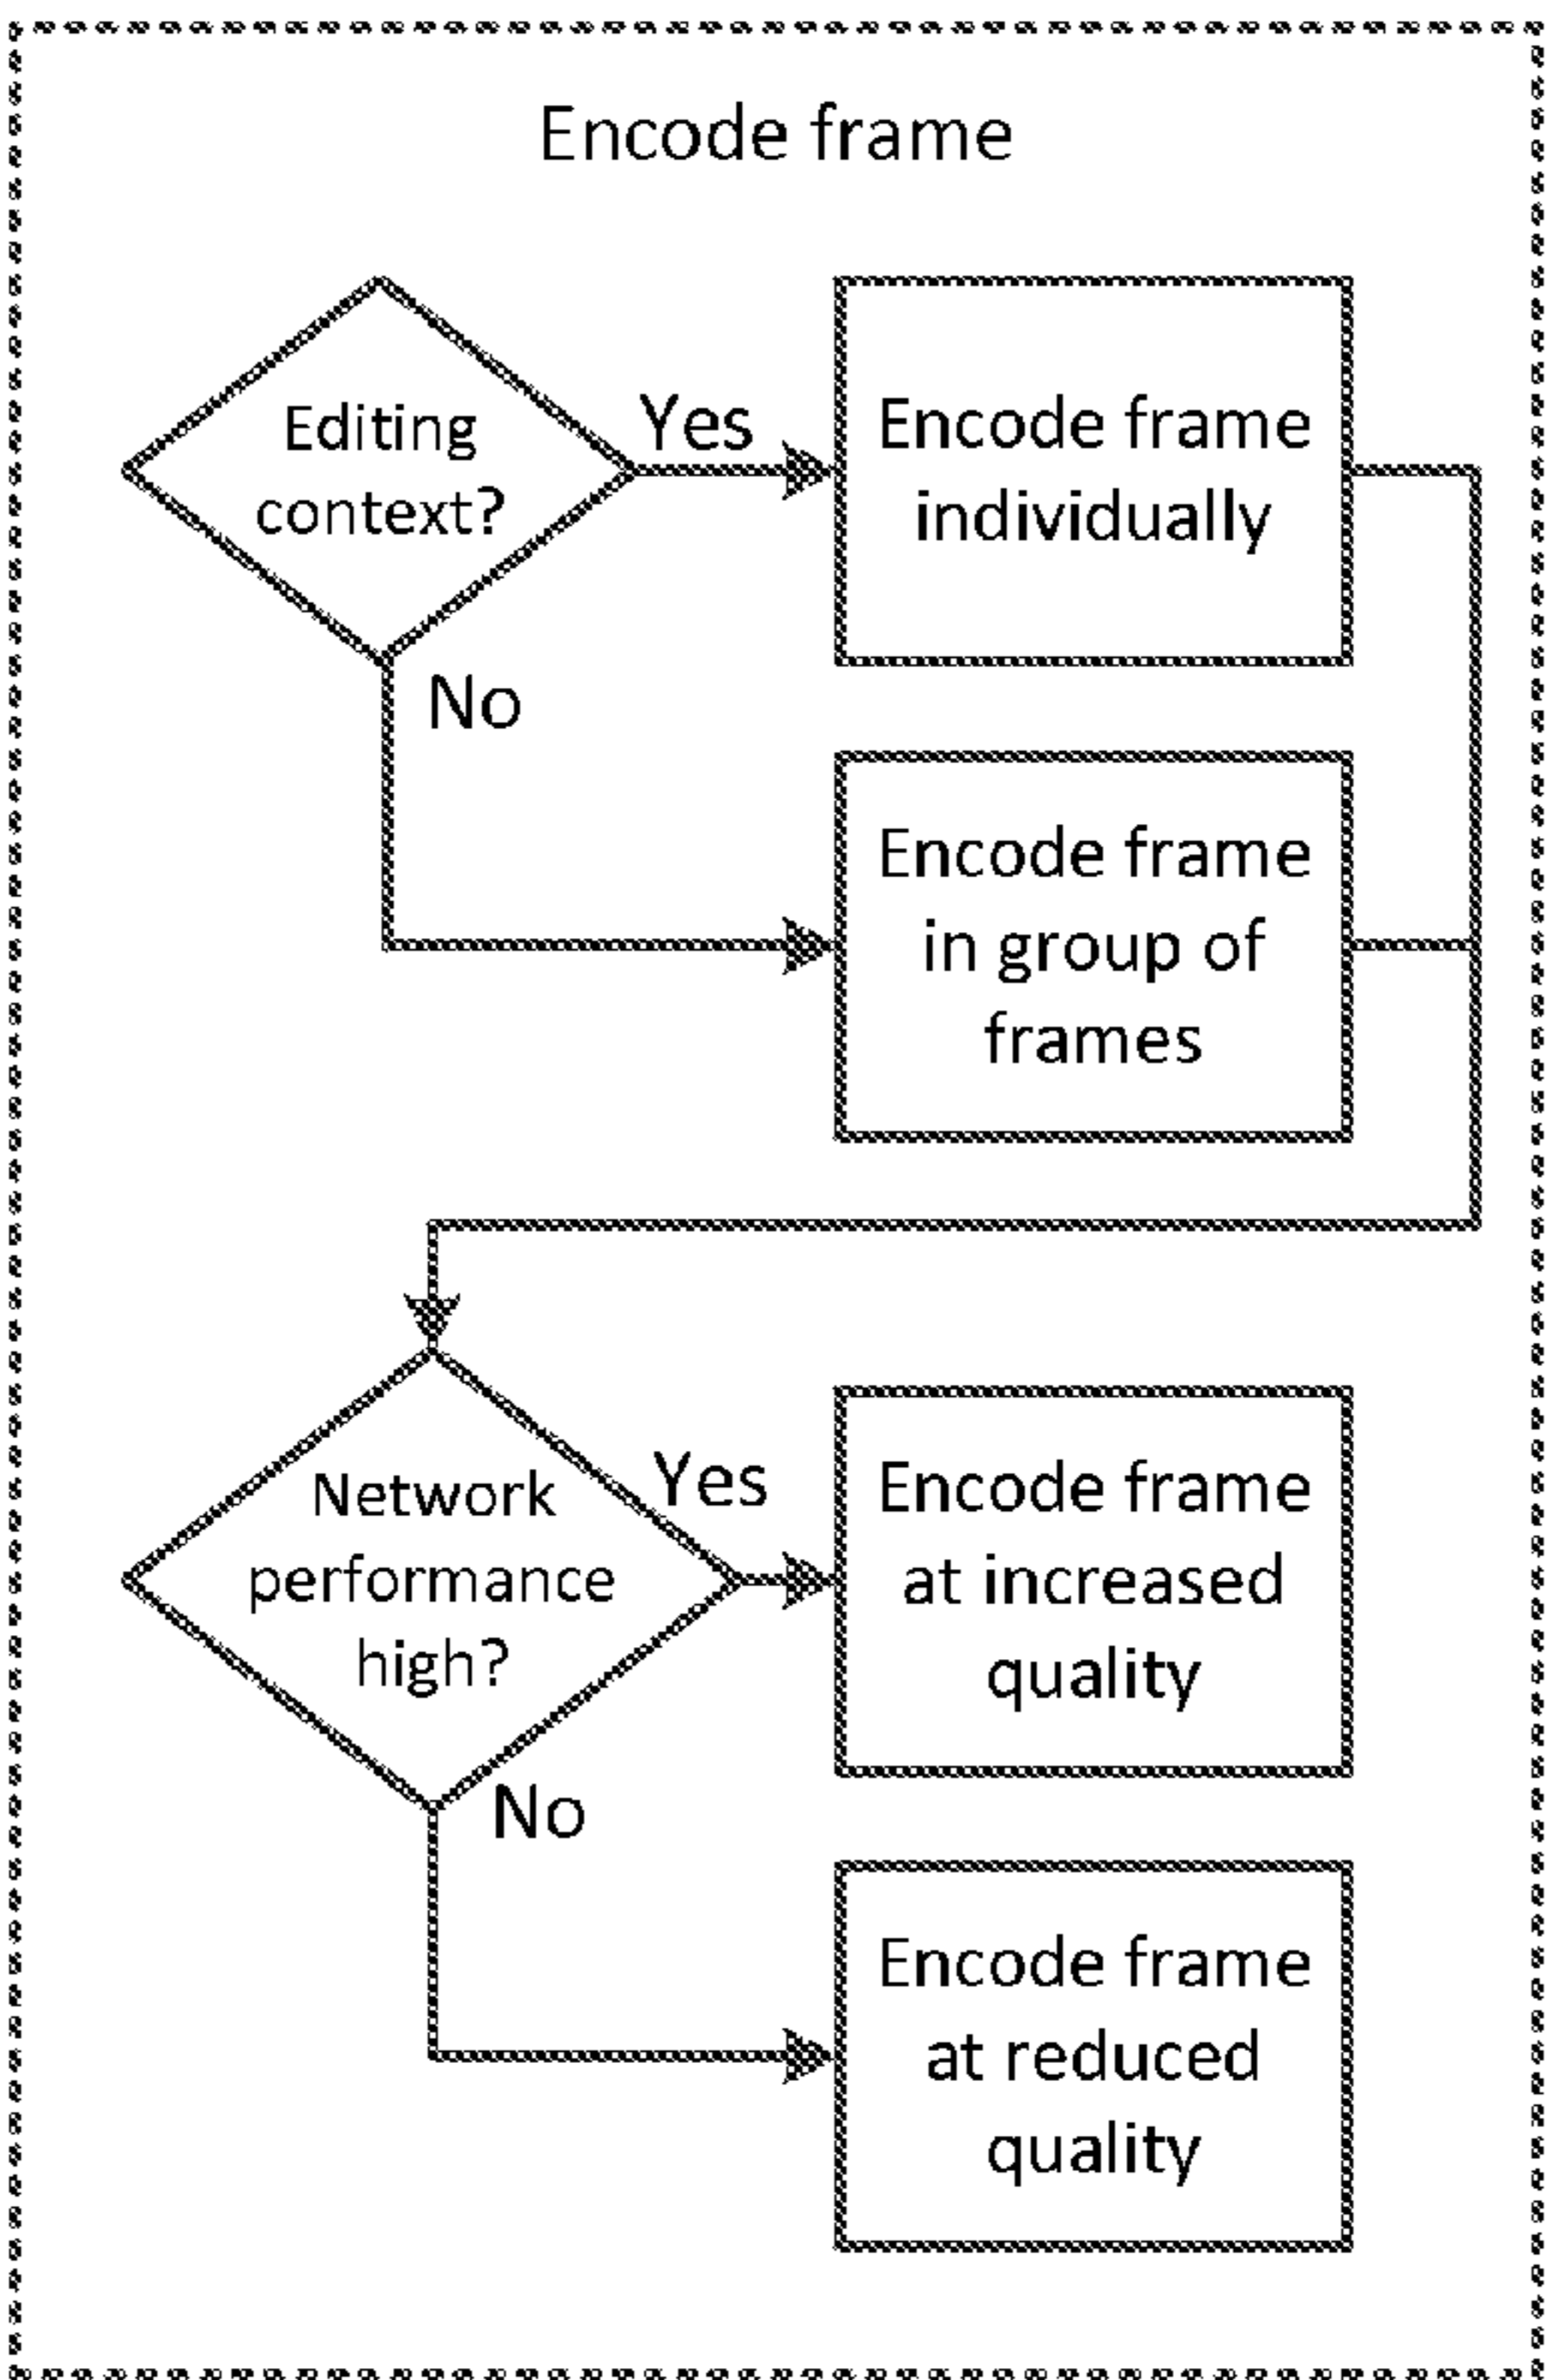 Encode frame
Editing
context?
Yes
Encode frame
individually
No
Encode frame
in group of
frames
Network
performance
high?
Yes
Encode frame
at increased
quality
No
Encode frame
at reduced
quality